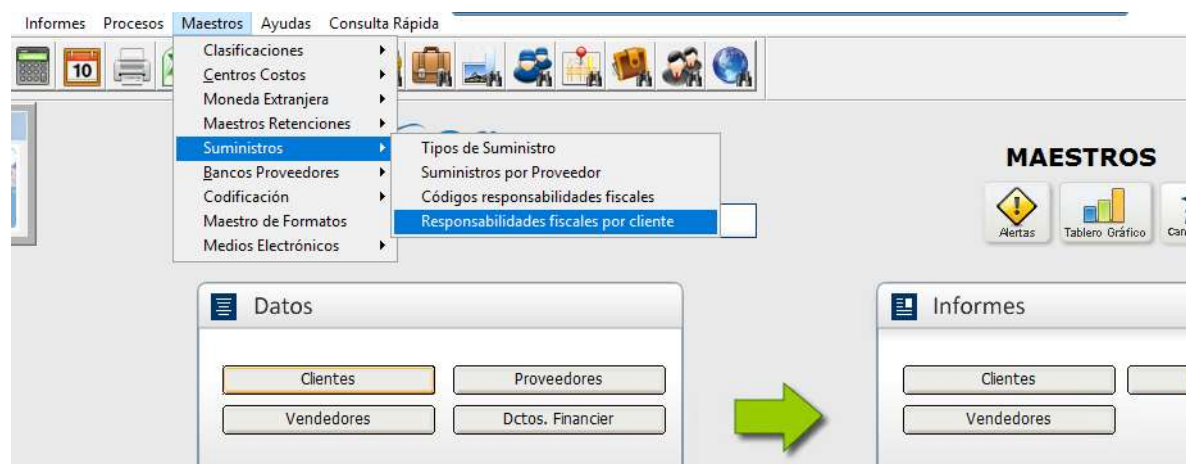 Informes Procesos Maestros Ayudas Consulta Rápida
10
Clasificaciones
Centros Costos
Moneda Extranjera
Maestros Retenciones
Suministros
Bancos Proveedores
Codificación
Maestro de Formatos
Medios Electrónicos
Tipos de Suministro
Suministros por Proveedor
Códigos responsabilidades fiscales
Responsabilidades fiscales por cliente
MAESTROS
Alertas Tablero Gráfico
Datos
Clientes Proveedores
Vendedores Dctos. Financier
Informes
Clientes
Vendedores